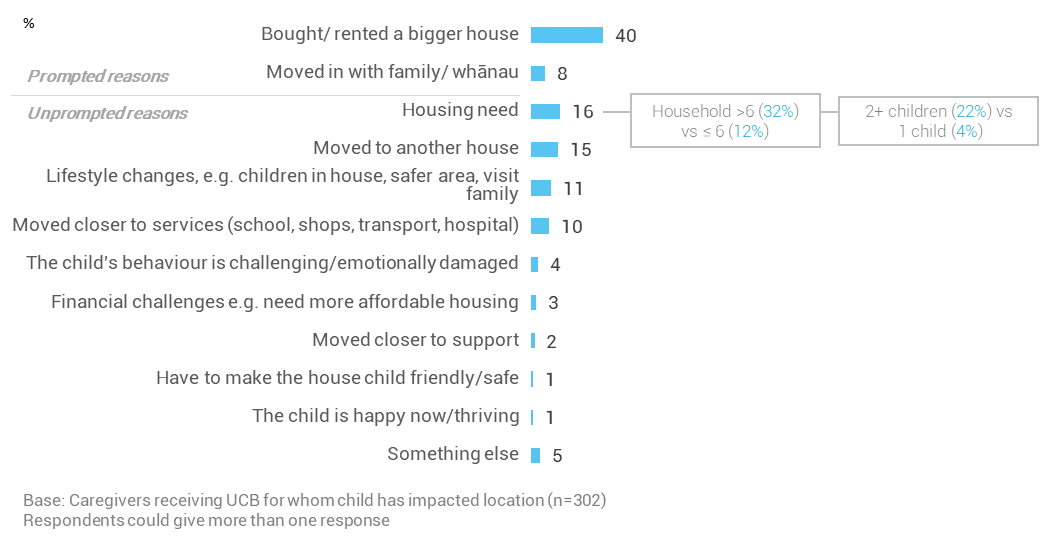 %
Bought/ rented a bigger house 40
Prompted reasons
Moved in with family/ whānau 8
Unprompted reasons
Housing need 16
Household >6 (32%)
vs ≤ 6 (12%)
2+ children (22%) vs
1 child (4%)
Moved to another house 15
Lifestyle changes, e.g. children in house, safer area, visit
family
11
Moved closer to services (school, shops, transport, hospital) 10
The child's behaviour is challenging/emotionally damaged 4
Financial challenges e.g. need more affordable housing 3
Moved closer to support 2
Have to make the house child friendly/safe 1
The child is happy now/thriving 1
Something else 5
Base: Caregivers receiving UCB for whom child has impacted location (n=302)
Respondents could give more than one response